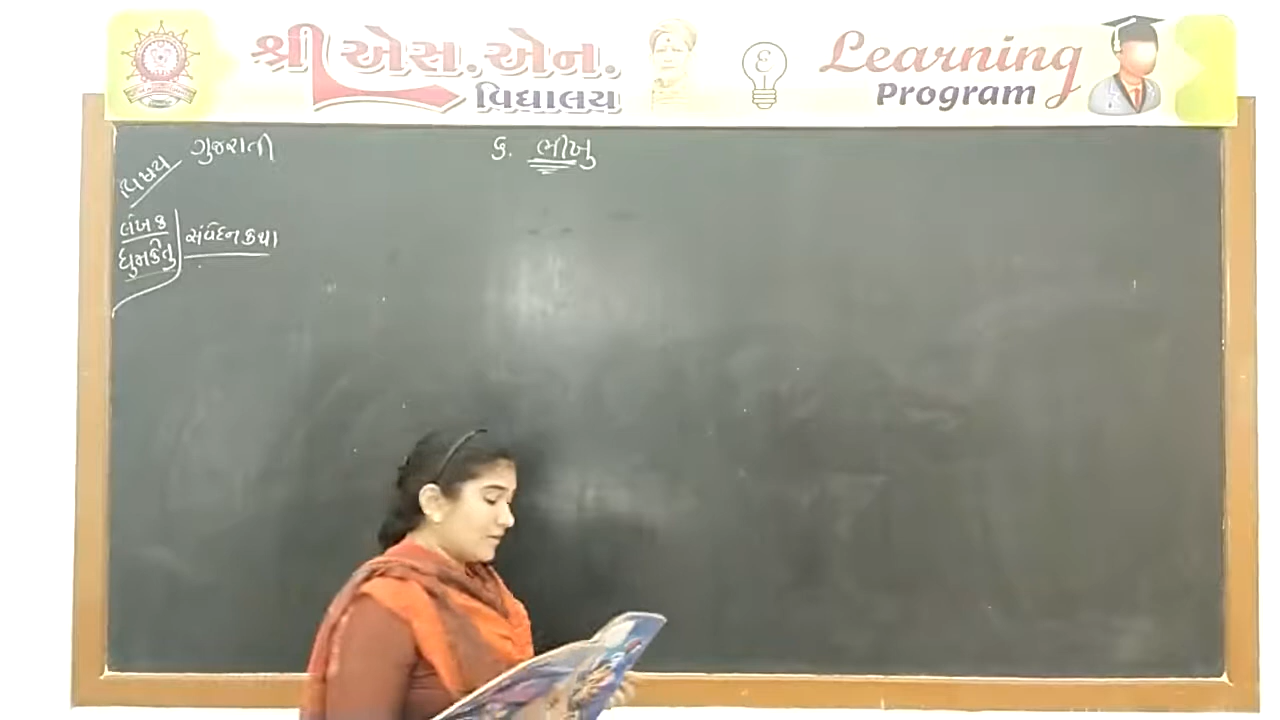 શ્રી એસ.એન.
વિદ્યાલય
Learning
Program
વિષય ગુજરાતી
૬. ભીખુ
લેખક
ધુમકેતુ
સંવેદનકથા